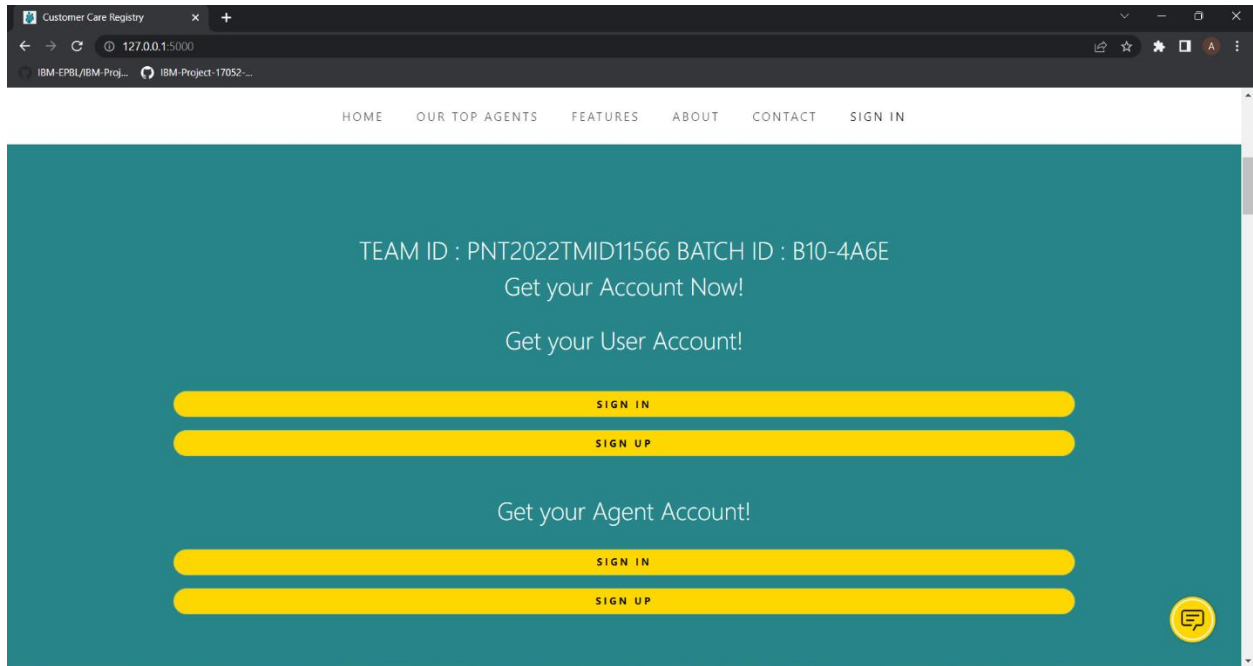 Customer Care Registry
127.0.0.1:5000
A
IBM-EPBL/IBM-Proj... IBM-Project-17052-...
HOME OUR TOP AGENTS FEATURES ABOUT CONTACT SIGN IN
TEAM ID : PNT2022TMID11566 BATCH ID : B10-4A6E
Get your Account Now!
Get your User Account!
SIGN IN
SIGN UP
Get your Agent Account!
SIGN IN
SIGN UP